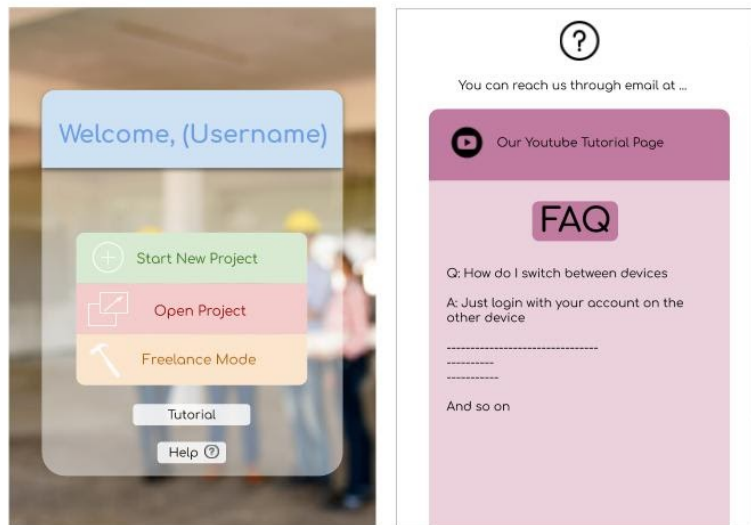 Welcome, (Username)
Start New Project
Open Project
Freelance Mode
Tutorial
Help ?
?
You can reach us through email at ...
Our Youtube Tutorial Page
FAQ
Q: How do I switch between devices
A: Just login with your account on the
other device
--------------------------------
----------
-----------
And so on